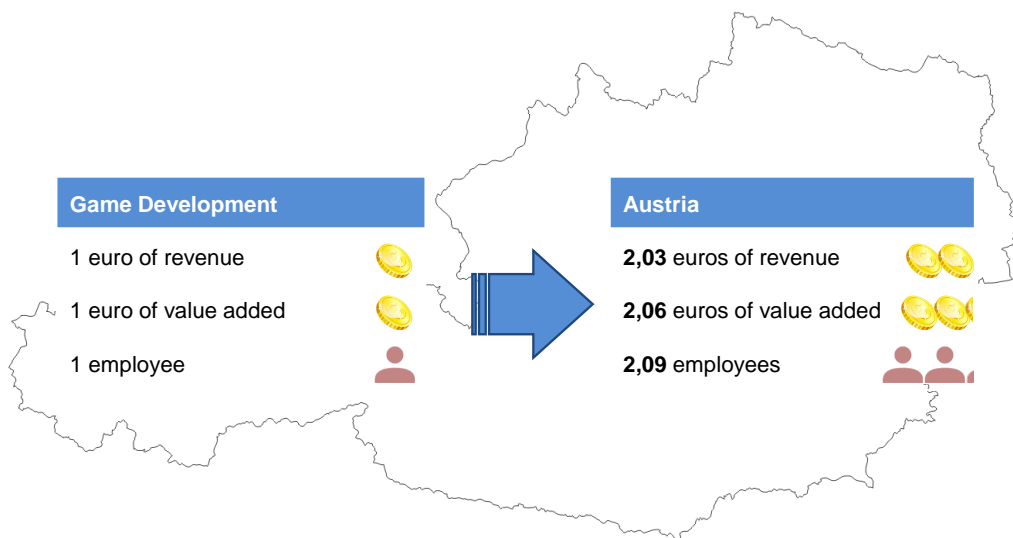 Game Development
1 euro of revenue
1 euro of value added
1 employee
Austria
2,03 euros of revenue
2,06 euros of value added
2,09 employees